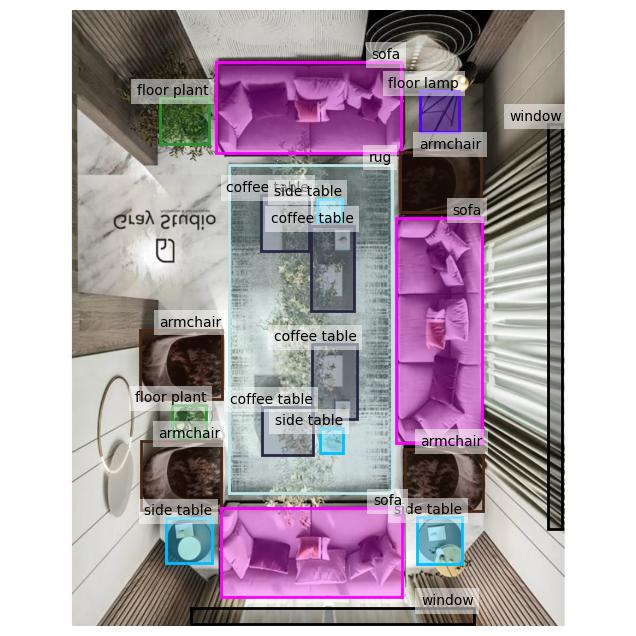 sofa
floor plant
floor lamp
window
armchair
rug
coffee table
side table
sofa
coffee table
Gray Studio
armchair
coffee table
floor plant
coffee table
side table
armchair
armchair
sofa
side table
side table
window